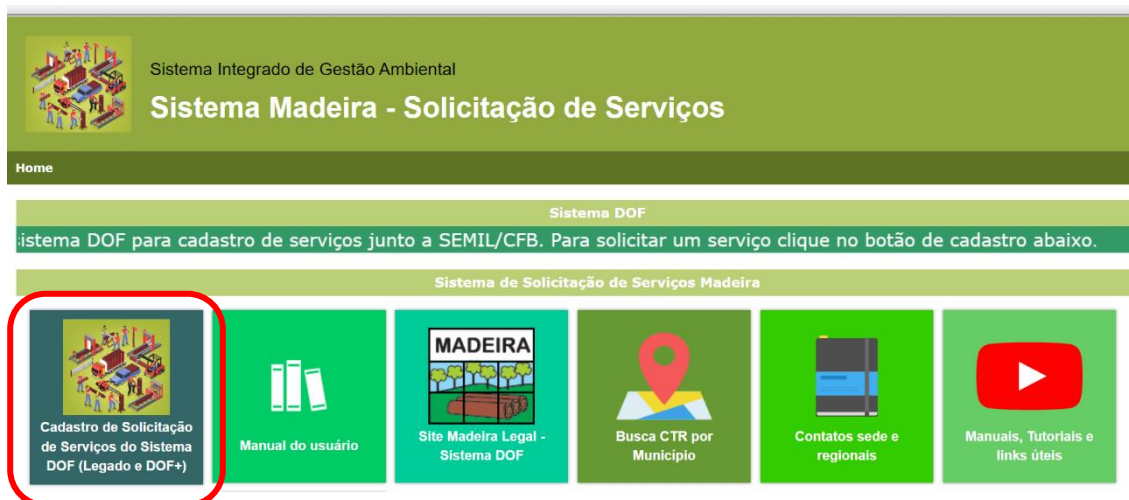 Sistema Integrado de Gestão Ambiental
Sistema Madeira - Solicitação de Serviços
Home
Sistema DOF
sistema DOF para cadastro de serviços junto a SEMIL/CFB. Para solicitar um serviço clique no botão de cadastro abaixo.
Sistema de Solicitação de Serviços Madeira
Cadastro de Solicitação
de Serviços do Sistema
DOF (Legado e DOF+)
Manual do usuário
MADEIRA
Site Madeira Legal -
Sistema DOF
Busca CTR por
Município
Contatos sede e
regionais
Manuais, Tutoriais e
links úteis